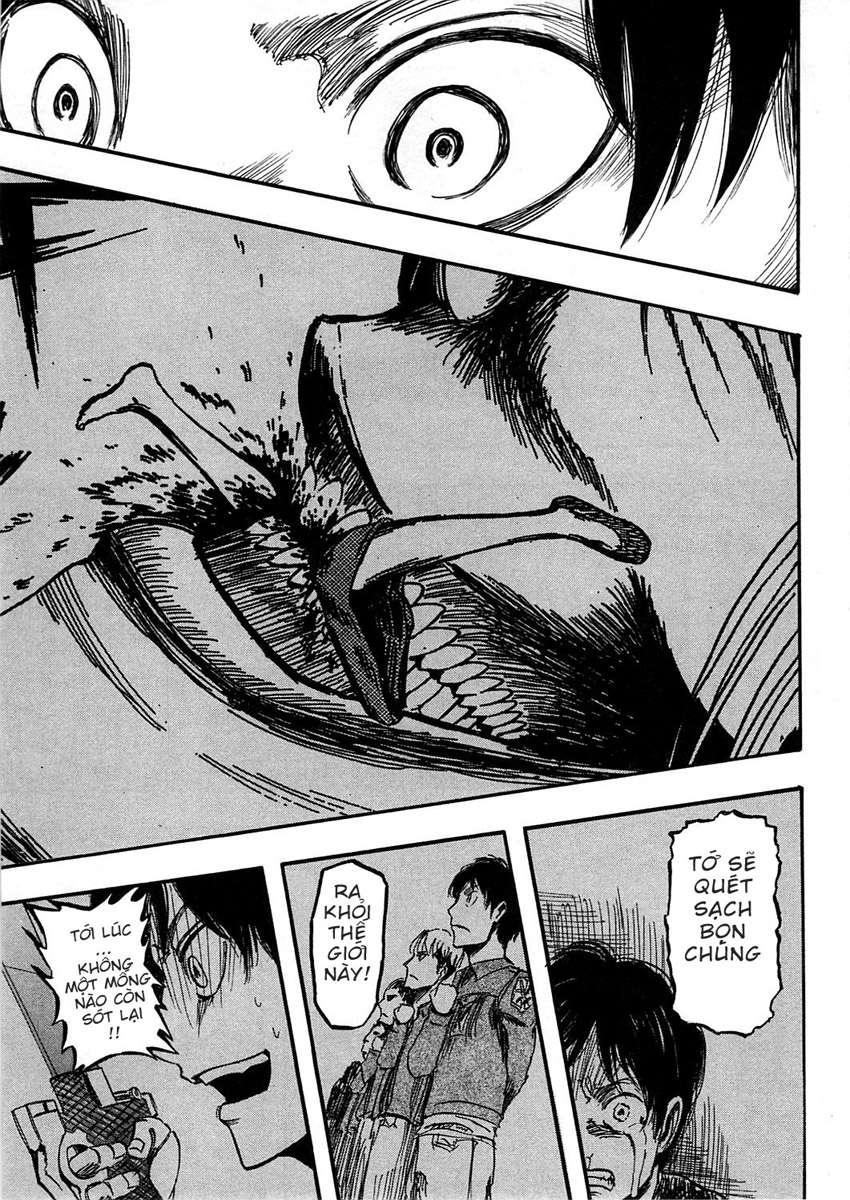 TỚ SẼ
QUÉT
SẠCH
BỌN
CHÚNG
RA
KHỎI
THẾ
GIỚI
NÀY!
TỚI LÚC
...
KHÔNG
MỘT MỐNG
NÀO CÒN
SÓT LẠI
!!